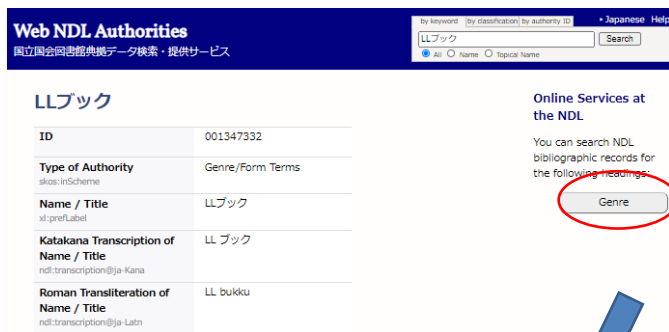 Web NDL Authorities
国立国会図書館典拠データ検索・提供サービス
by keyword by classification by authority ID
▸ Japanese Help
LLブック
Search
All Name Topical Name
LLブック
ID 001347332
Type of Authority Genre/Form Terms
skos:inScheme
Name / Title LLブック
xl:prefLabel
Katakana Transcription of LL ブック
Name / Title
ndl:transcription@ja-Kana
Roman Transliteration of LL bukku
Name / Title
ndl:transcription@ja-Latn
Online Services at
the NDL
You can search NDL
bibliographic records for
the following headings:
Genre